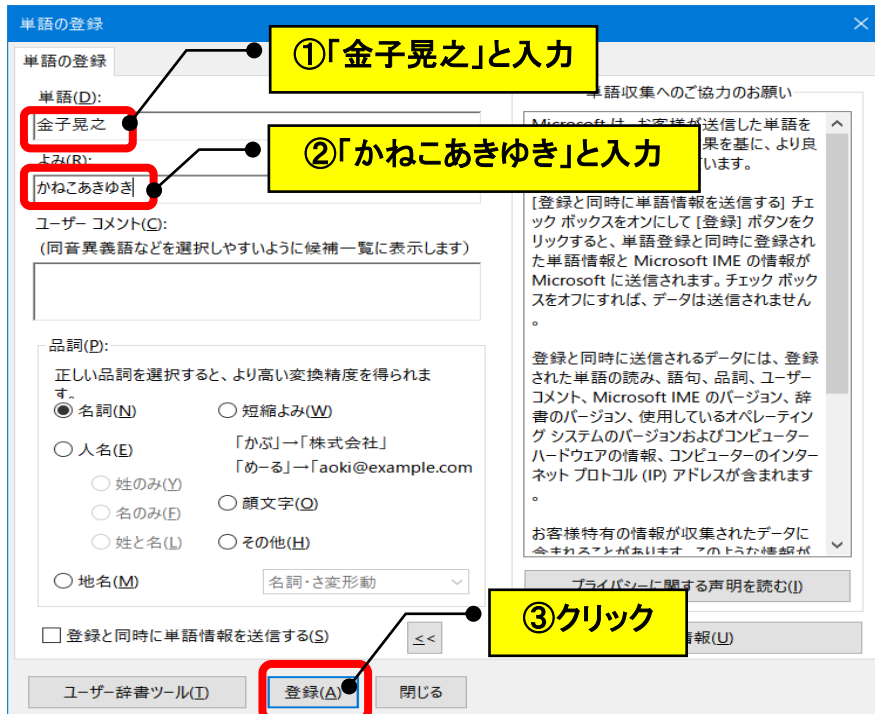 単語の登録
①「金子晃之」と入力
単語の登録
単語(D):
金子晃之
②「かねこあきゆき」と入力
よみ(R):
かねこあきゆき
ユーザー コメント(C):
(同音異義語などを選択しやすいように候補一覧に表示します)
品詞(P):
正しい品詞を選択すると、より高い変換精度を得られま
す。
名詞(N)
短縮よみ(W)
人名(E)
「かぶ」→「株式会社」
「めーる」→「aoki@example.com
姓のみ(Y)
名のみ(F)
顔文字(O)
姓と名(L)
その他(H)
地名(M)
名詞・さ変形動
登録と同時に単語情報を送信する(S)
<<
③クリック
ユーザー辞書ツール(T)
登録(A)
閉じる
単語収集へのご協力のお願い
Microsoft は、お客様が送信した単語を
果を基に、より良
います。
[登録と同時に単語情報を送信する] チェ
ック ボックスをオンにして [登録] ボタンをク
リックすると、単語登録と同時に登録され
た単語情報と Microsoft IME の情報が
Microsoft に送信されます。チェック ボック
スをオフにすれば、データは送信されません
。
登録と同時に送信されるデータには、登録
された単語の読み、語句、品詞、ユーザー
コメント、Microsoft IME のバージョン、辞
書のバージョン、使用しているオペレーティン
グ システムのバージョンおよびコンピューター
ハードウェアの情報、コンピューターのインター
ネット プロトコル (IP) アドレスが含まれます
。
お客様特有の情報が収集されたデータに
含まれることがあります。このような情報が
プライバシーに関する声明を読む(I)
報(U)